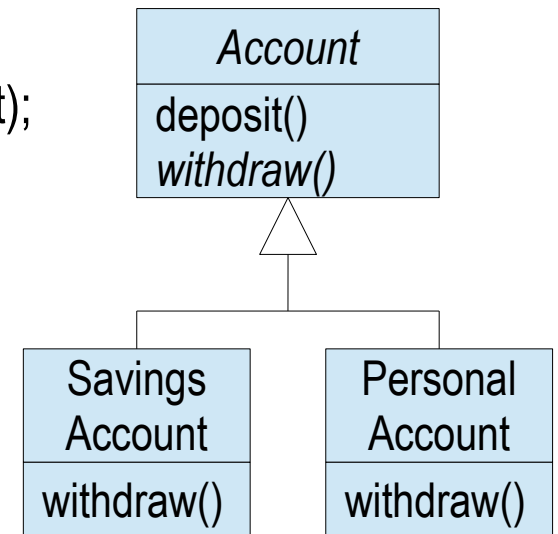 Account
t);
deposit()
withdraw()
Savings
Account
withdraw()
Personal
Account
withdraw()